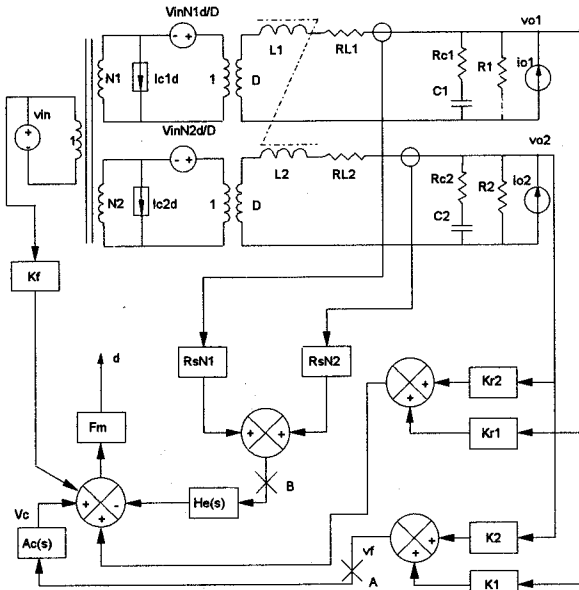 VinN1d/D
- +
L1
RL1
vo1
N1
Ic1d
1
D
Rc1
C1
R1
io1
vin
+
-
1
VinN2d/D
- +
L2
RL2
vo2
N2
Ic2d
1
D
Rc2
C2
R2
io2
Kf
RsN1
RsN2
d
Fm
+ +
B
He(s)
+ -
+
Vc
Ac(s)
Kr2
Kr1
+
+
vf
A
K2
K1
+
+